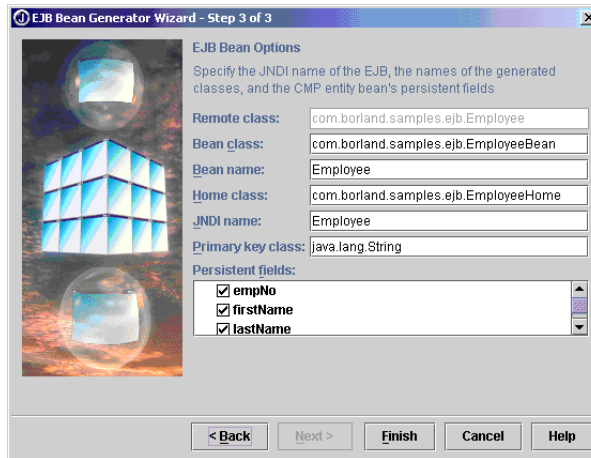 EJB Bean Generator Wizard - Step 3 of 3
EJB Bean Options
Specify the JNDI name of the EJB, the names of the generated
classes, and the CMP entity bean's persistent fields
Remote class: com.borland.samples.ejb.Employee
Bean class: com.borland.samples.ejb.EmployeeBean
Bean name: Employee
Home class: com.borland.samples.ejb.EmployeeHome
JNDI name: Employee
Primary key class: java.lang.String
Persistent fields:
empNo
firstName
lastName
< Back Next > Finish Cancel Help